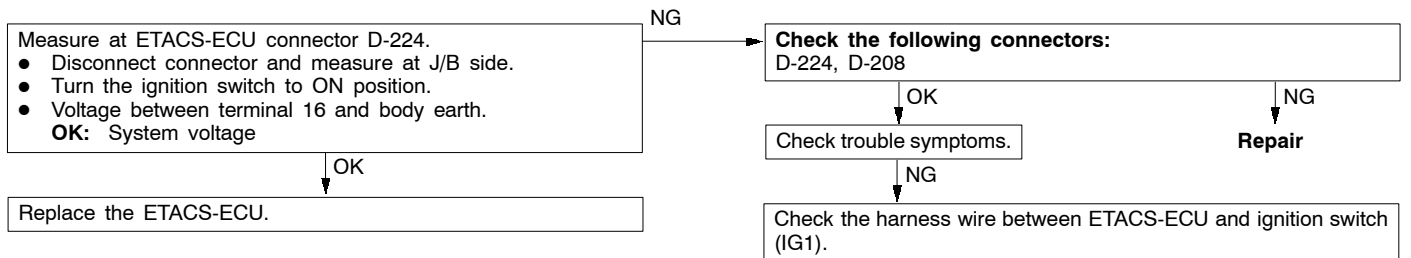 Measure at ETACS-ECU connector D-224.
● Disconnect connector and measure at J/B side.
● Turn the ignition switch to ON position.
● Voltage between terminal 16 and body earth.
OK: System voltage
NG
Check the following connectors:
D-224, D-208
OK
NG
OK
Check trouble symptoms.
Repair
NG
Replace the ETACS-ECU.
Check the harness wire between ETACS-ECU and ignition switch
(IG1).